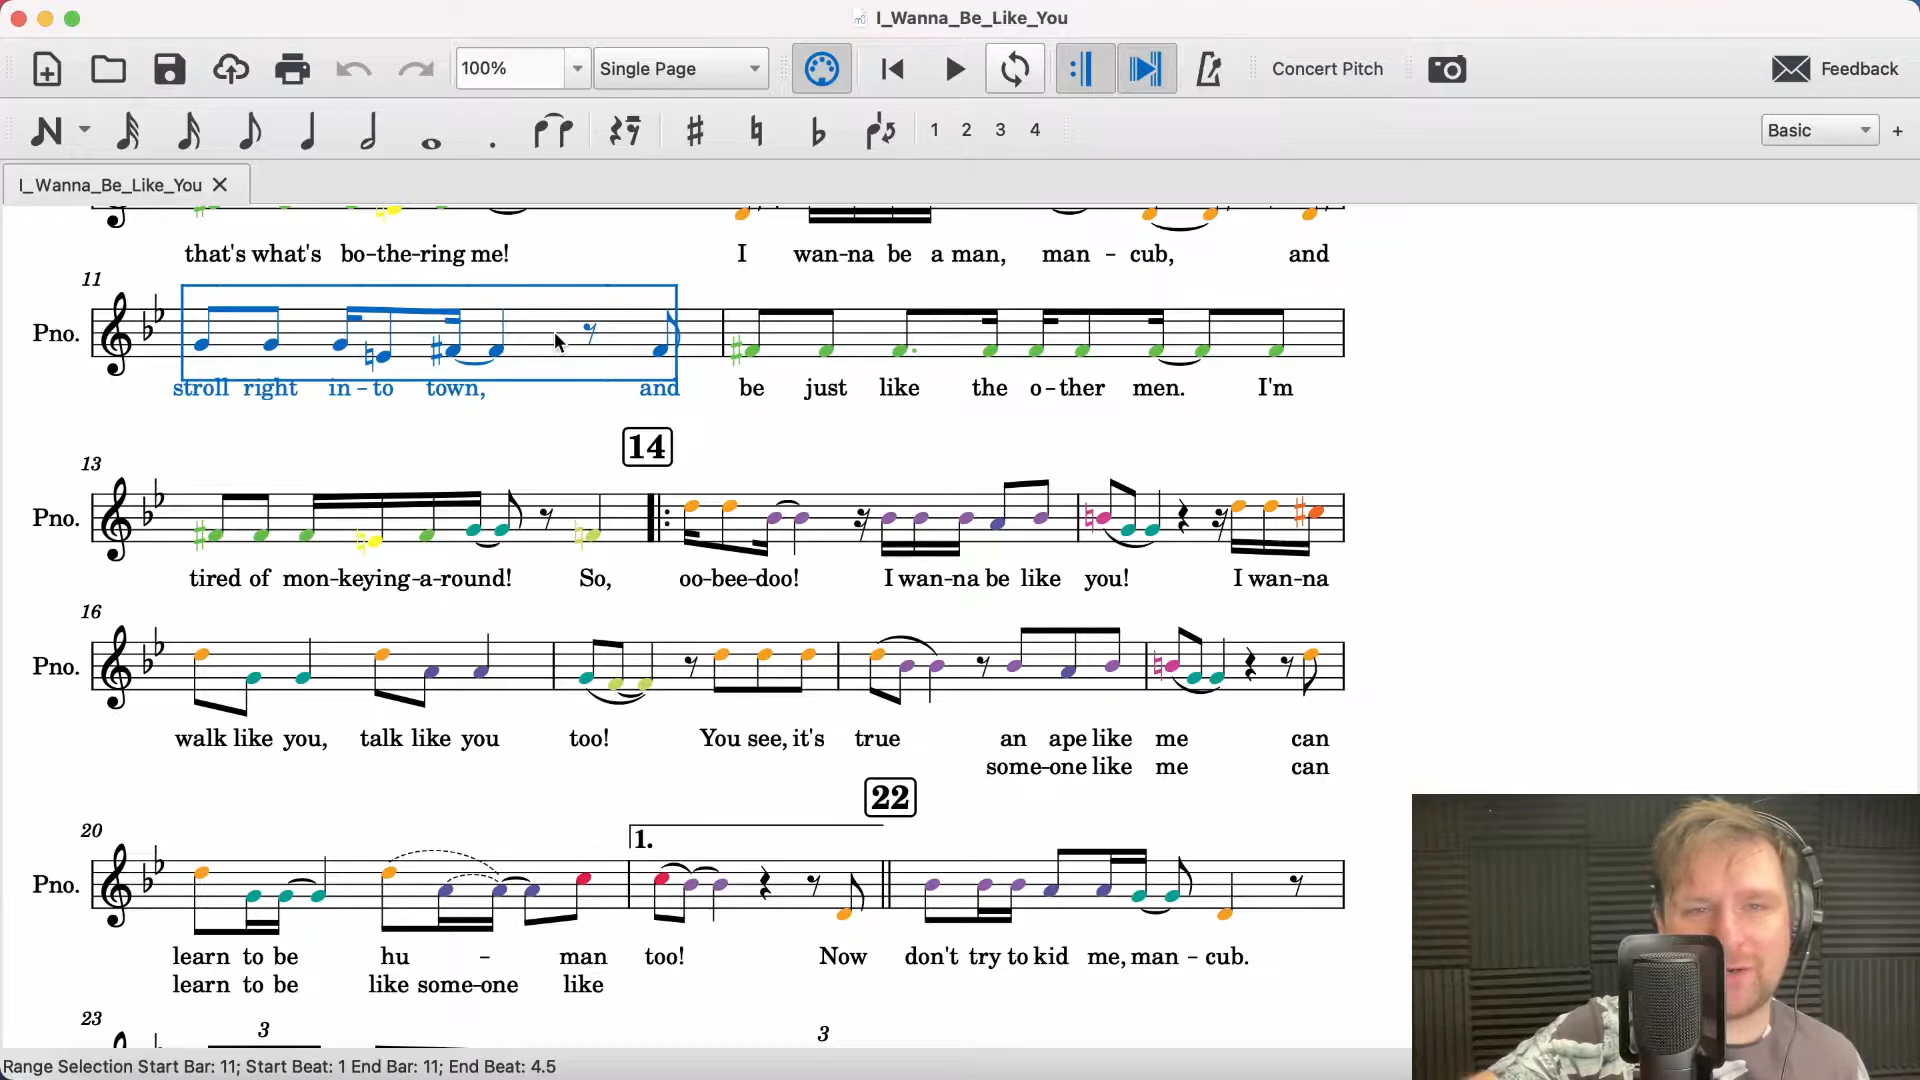 I_Wanna_Be_Like_You
100% Single Page Concert Pitch Feedback
1 2 3 4 Basic +
I_Wanna_Be_Like_You
that's what's bo-the-ring me! I wan-na be a man, man - cub, and
11
Pno.
stroll right in - to town, and be just like the o - ther men. I'm
14
13
Pno.
tired of mon-keying-a-round! So, oo-bee-doo! I wan-na be like you! I wan-na
16
Pno.
walk like you, talk like you too! You see, it's true an ape like me can
some-one like me can
22
20
1.
Pno.
learn to be hu - man too! Now don't try to kid me, man - cub.
learn to be like some-one like
23
3 3
Range Selection Start Bar: 11; Start Beat: 1 End Bar: 11; End Beat: 4.5